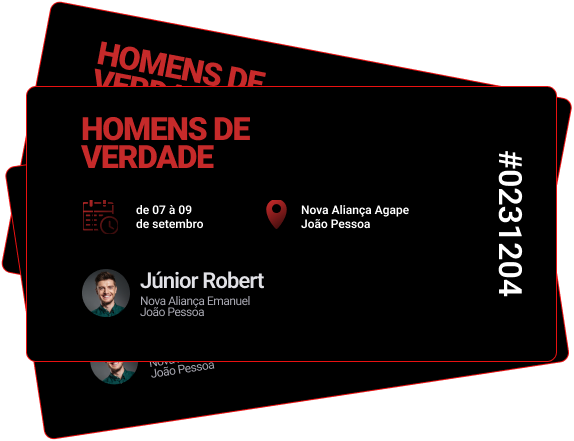 HOMENS DE
VERDADE
HOMENS DE
VERDADE
de 07 à 09
de setembro
Nova Aliança Agape
João Pessoa
#0231204
Júnior Robert
Nova Aliança Emanuel
João Pessoa
João Pessoa